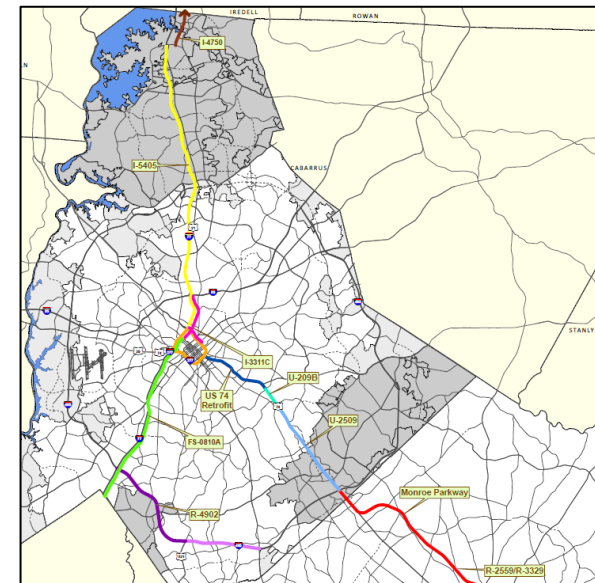 IREDELL
ROWAN
I-4750
I-5405
CABARRUS
STANLY
I-3311C
U-209B
US 74
Retrofit
U-2509
FS-0810A
R-4902
Monroe Parkway
R-2559/R-3329